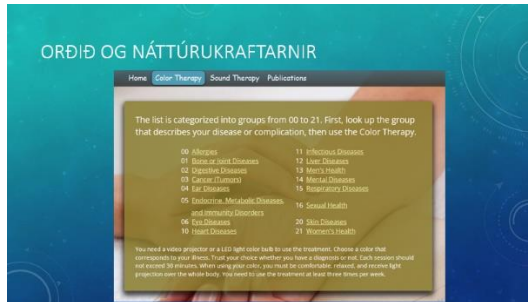 ORÐIÐ OG NÁTTÚRUKRAFTARNIR
Home Color Therapy Sound Therapy Publications
The list is categorized into groups from 00 to 21. First, look up the group
that describes your disease or complication, then use the Color Therapy.
00 Allergies
01 Bone or Joint Diseases
02 Digestive Diseases
03 Cancer (Tumors)
04 Ear Diseases
05 Endocrine, Metabolic Diseases
and Immunity Disorders
06 Eye Diseases
10 Heart Diseases
11 Infectious Diseases
12 Liver Diseases
13 Men's Health
14 Mental Diseases
15 Respiratory Diseases
16 Sexual Health
20 Skin Diseases
21 Women's Health
You need a video projector or a LED light color bulb to use the treatment. Choose a color that
corresponds to your illness. Trust your choice whether you have a diagnosis or not. Each session should
not exceed 30 minutes. When using your color, you must be comfortable, relaxed, and receive light
projection over the whole body. You need to use the treatment at least three times per week.